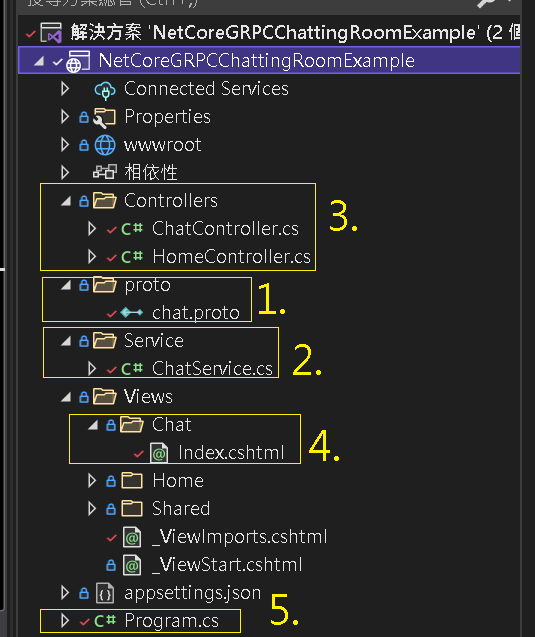 搜尋方案總管 (Ctrl+;)
解決方案 'NetCoreGRPCChattingRoomExample' (2 個
NetCoreGRPCChattingRoomExample
Connected Services
Properties
wwwroot
相依性
Controllers
3.
C# ChatController.cs
C# HomeController.cs
proto
1.
chat.proto
Service
2.
C# ChatService.cs
Views
Chat
4.
@ Index.cshtml
Home
Shared
@ _ViewImports.cshtml
@ _ViewStart.cshtml
{} appsettings.json
5.
C# Program.cs